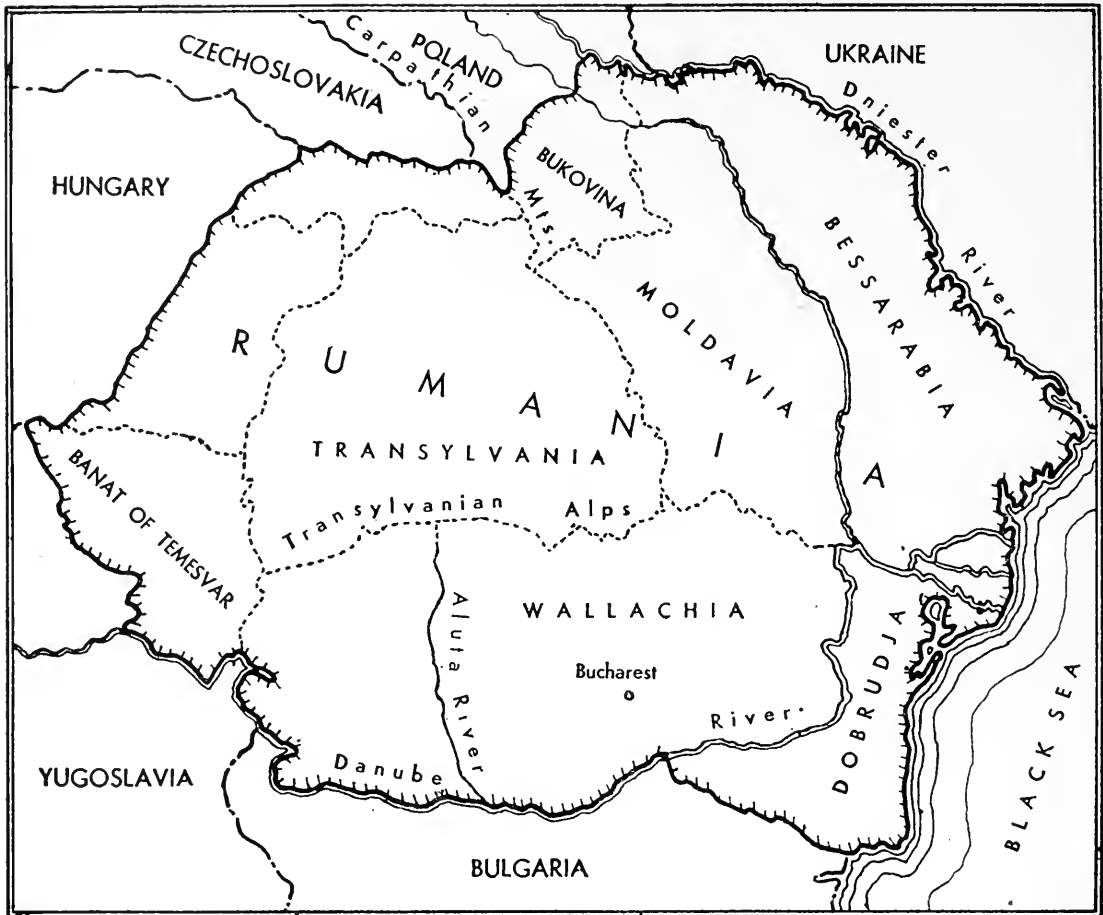 UKRAINE
POLAND
CZECHOSLOVAKIA
Carpathian
Mts.
Dniester
River
HUNGARY
BUKOVINA
BESSARABIA
MOLDAVIA
RUMANIA
TRANSYLVANIA
Transylvanian Alps
BANAT OF TEMESVAR
WALLACHIA
Aluta River
Bucharest
DOBRUDJA
BLACK SEA
Danube River
YUGOSLAVIA
BULGARIA